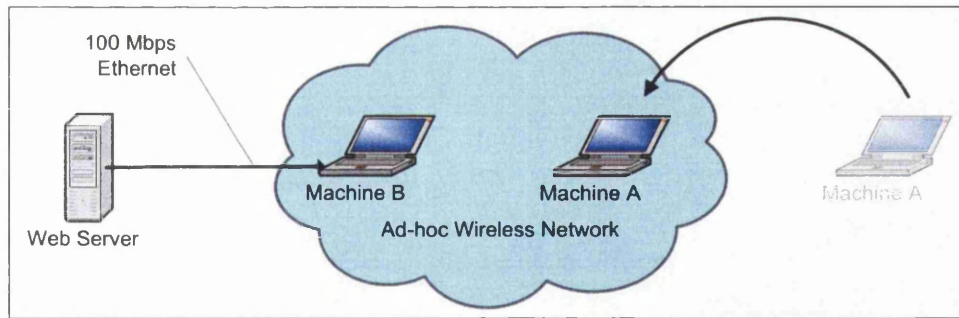 100 Mbps
Ethernet
Machine B
Machine A
Machine A
Web Server
Ad-hoc Wireless Network